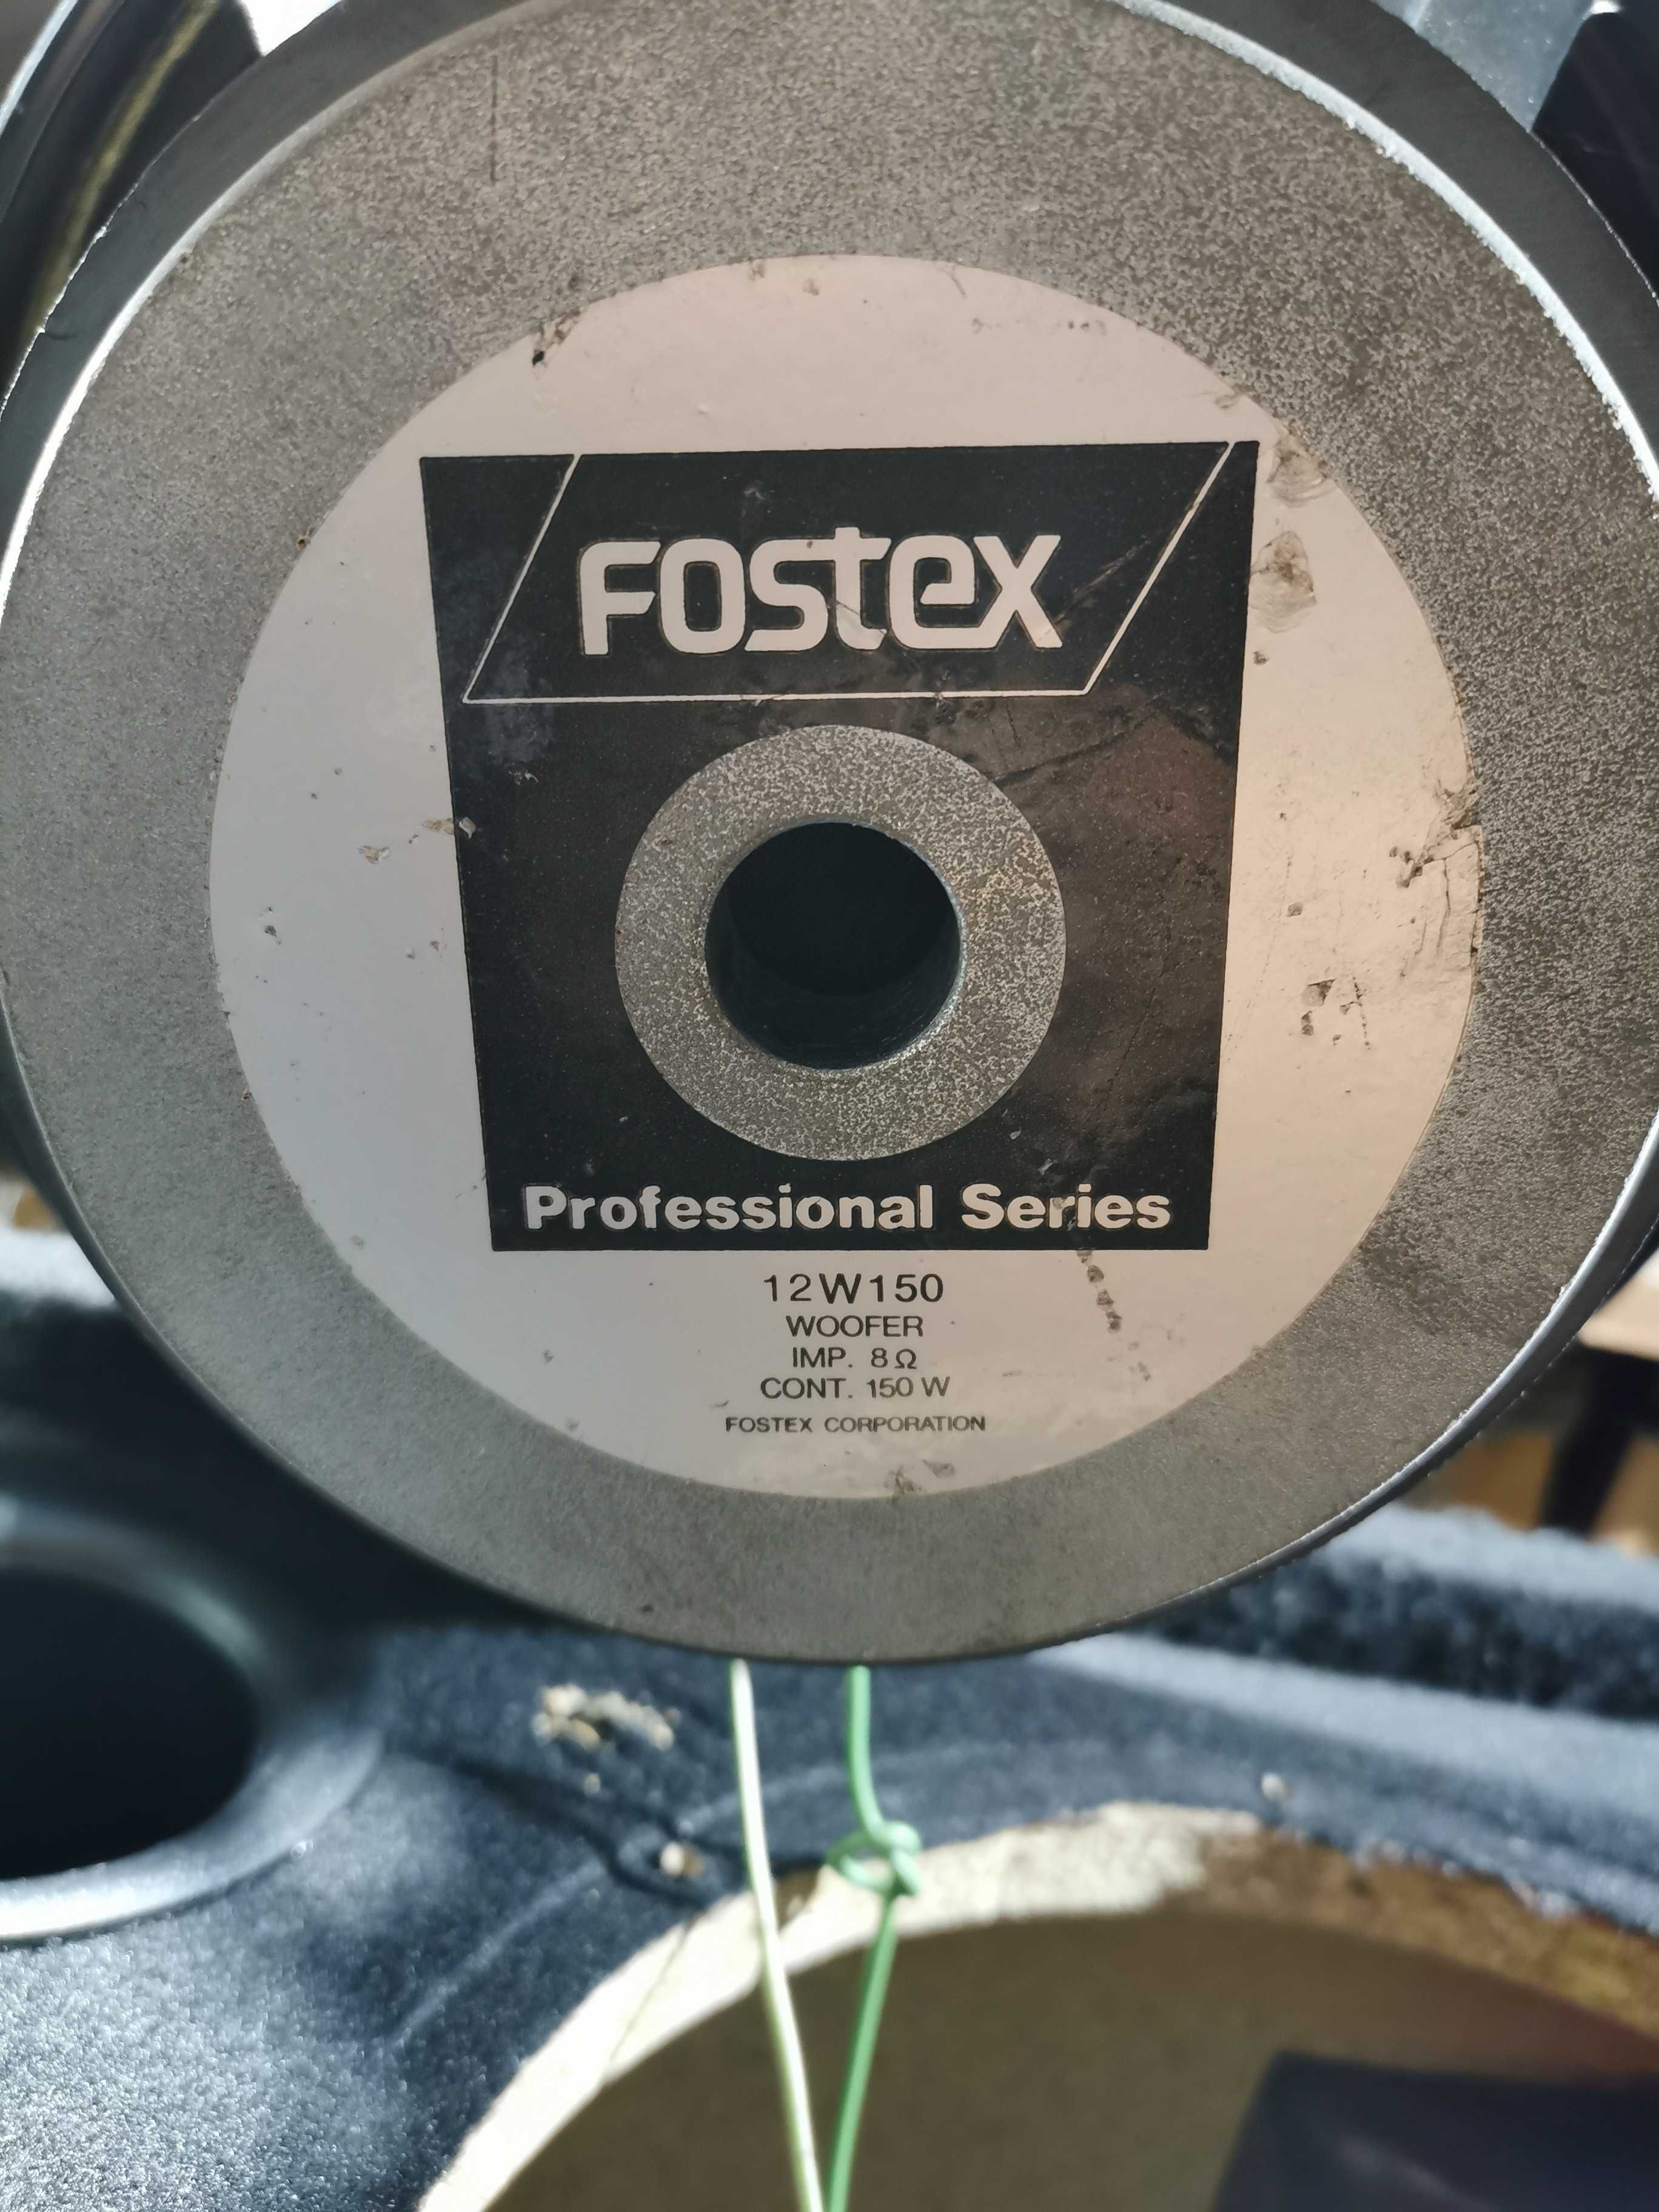 FOSTEX
Professional Series
12W150
WOOFER
IMP. 8Ω
CONT. 150 W
FOSTEX CORPORATION